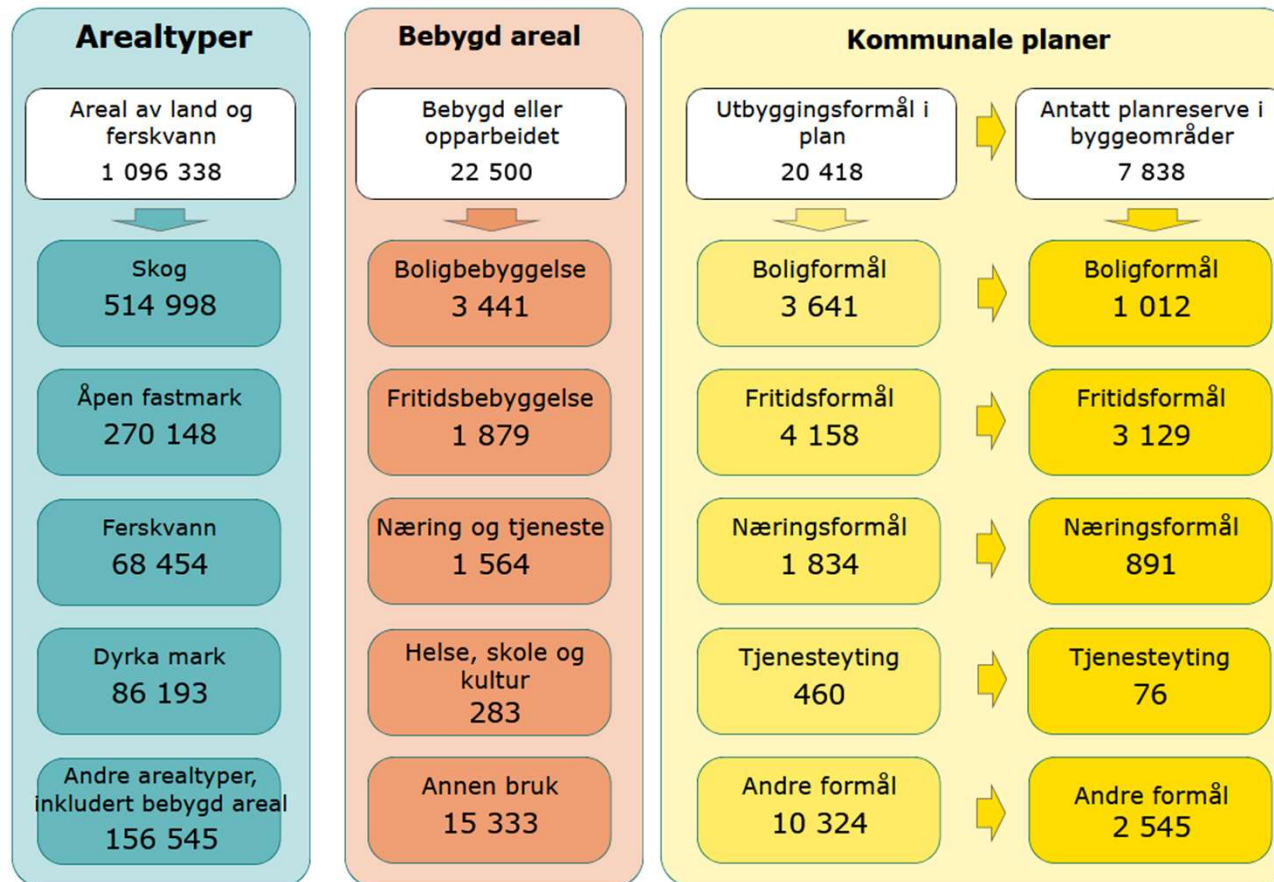 Arealtyper
Areal av land og
ferskvann
1 096 338
Skog
514 998
Åpen fastmark
270 148
Ferskvann
68 454
Dyrka mark
86 193
Andre arealtyper,
inkludert bebygd areal
156 545
Bebygd areal
Bebygd eller
opparbeidet
22 500
Boligbebyggelse
3 441
Fritidsbebyggelse
1 879
Næring og tjeneste
1 564
Helse, skole og
kultur
283
Annen bruk
15 333
Kommunale planer
Utbyggingsformål i
plan
20 418
Boligformål
3 641
Fritidsformål
4 158
Næringsformål
1 834
Tjenesteyting
460
Andre formål
10 324
Antatt planreserve i
byggeområder
7 838
Boligformål
1 012
Fritidsformål
3 129
Næringsformål
891
Tjenesteyting
76
Andre formål
2 545